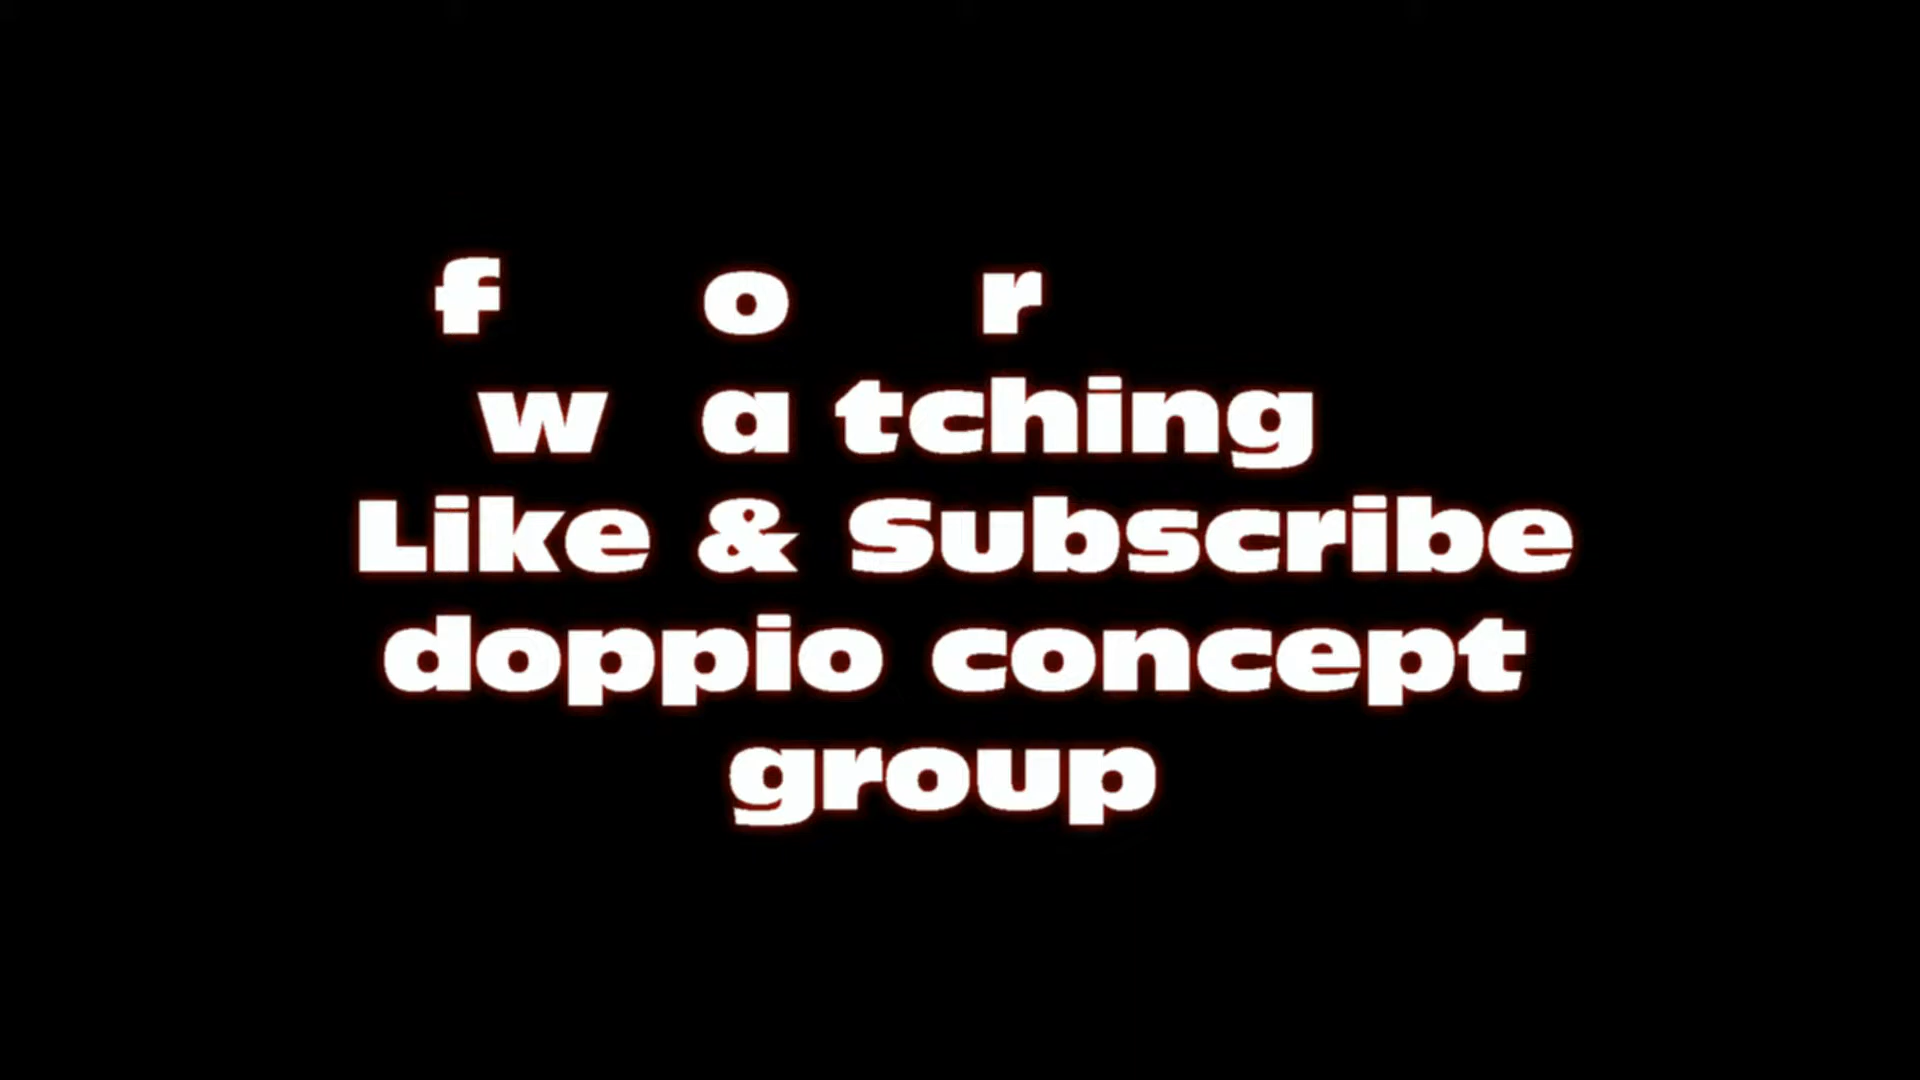 f o r
w a tching
Like & Subscribe
doppio concept
group